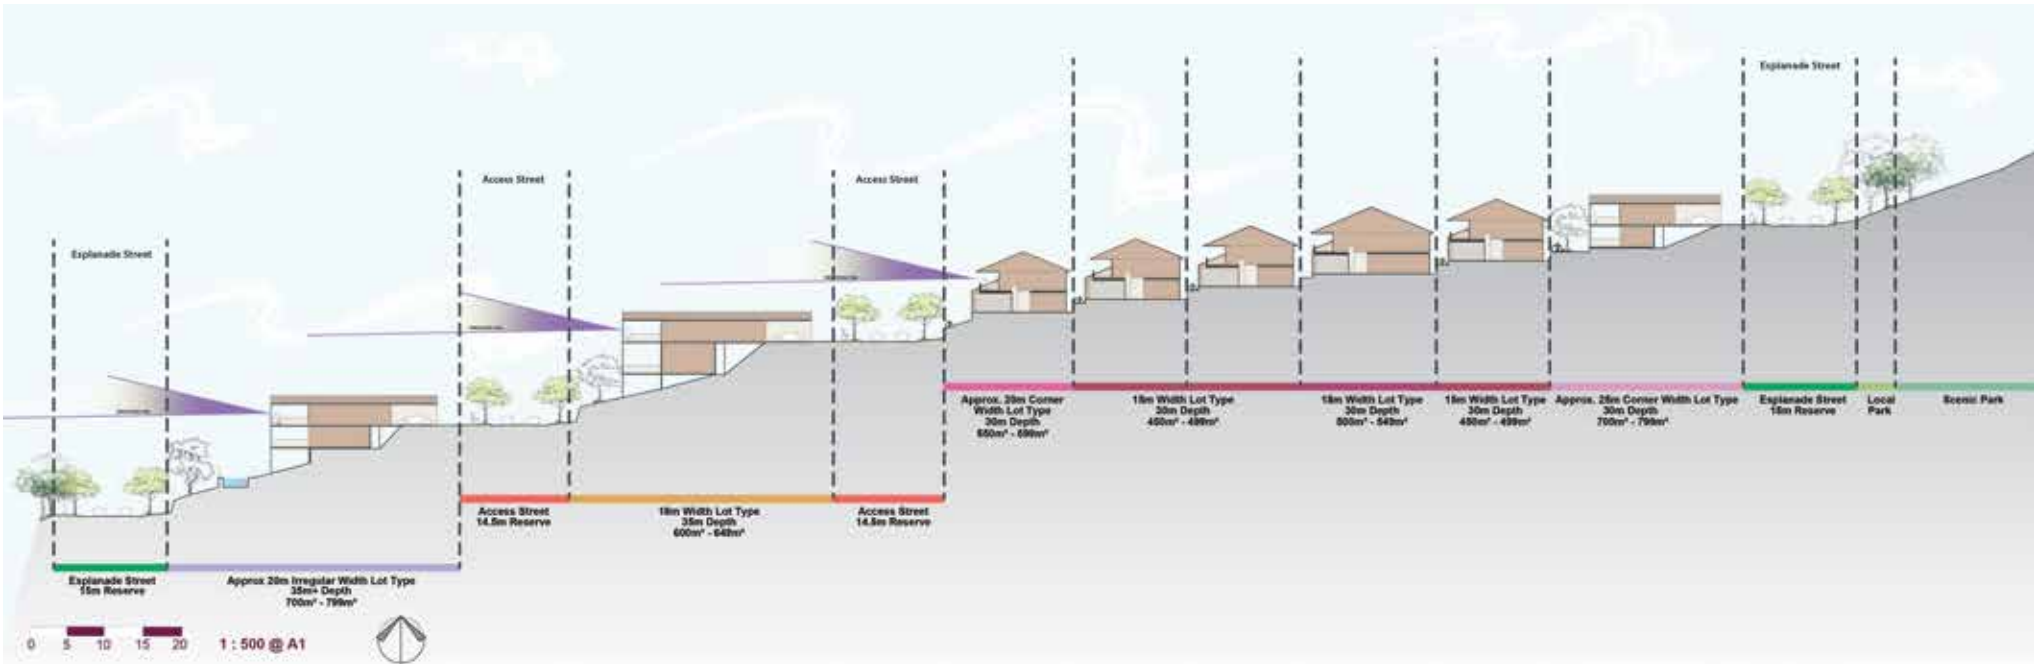 Esplanade Street
Access Street
Access Street
Esplanade Street
Approx. 20m Corner
Width Lot Type
30m Depth
15m Width Lot Type
30m Depth
450m² - 499m²
18m Width Lot Type
30m Depth
500m² - 549m²
15m Width Lot Type
30m Depth
450m² - 499m²
Approx. 25m Corner Width Lot Type
30m Depth
700m² - 799m²
Esplanade Street
15m Reserve
Local
Park
Scenic Park
Access Street
14.5m Reserve
18m Width Lot Type
35m Depth
600m² - 649m²
Access Street
14.5m Reserve
Esplanade Street
15m Reserve
Approx 20m Irregular Width Lot Type
35m+ Depth
700m² - 799m²
0 5 10 15 20
1 : 500 @ A1